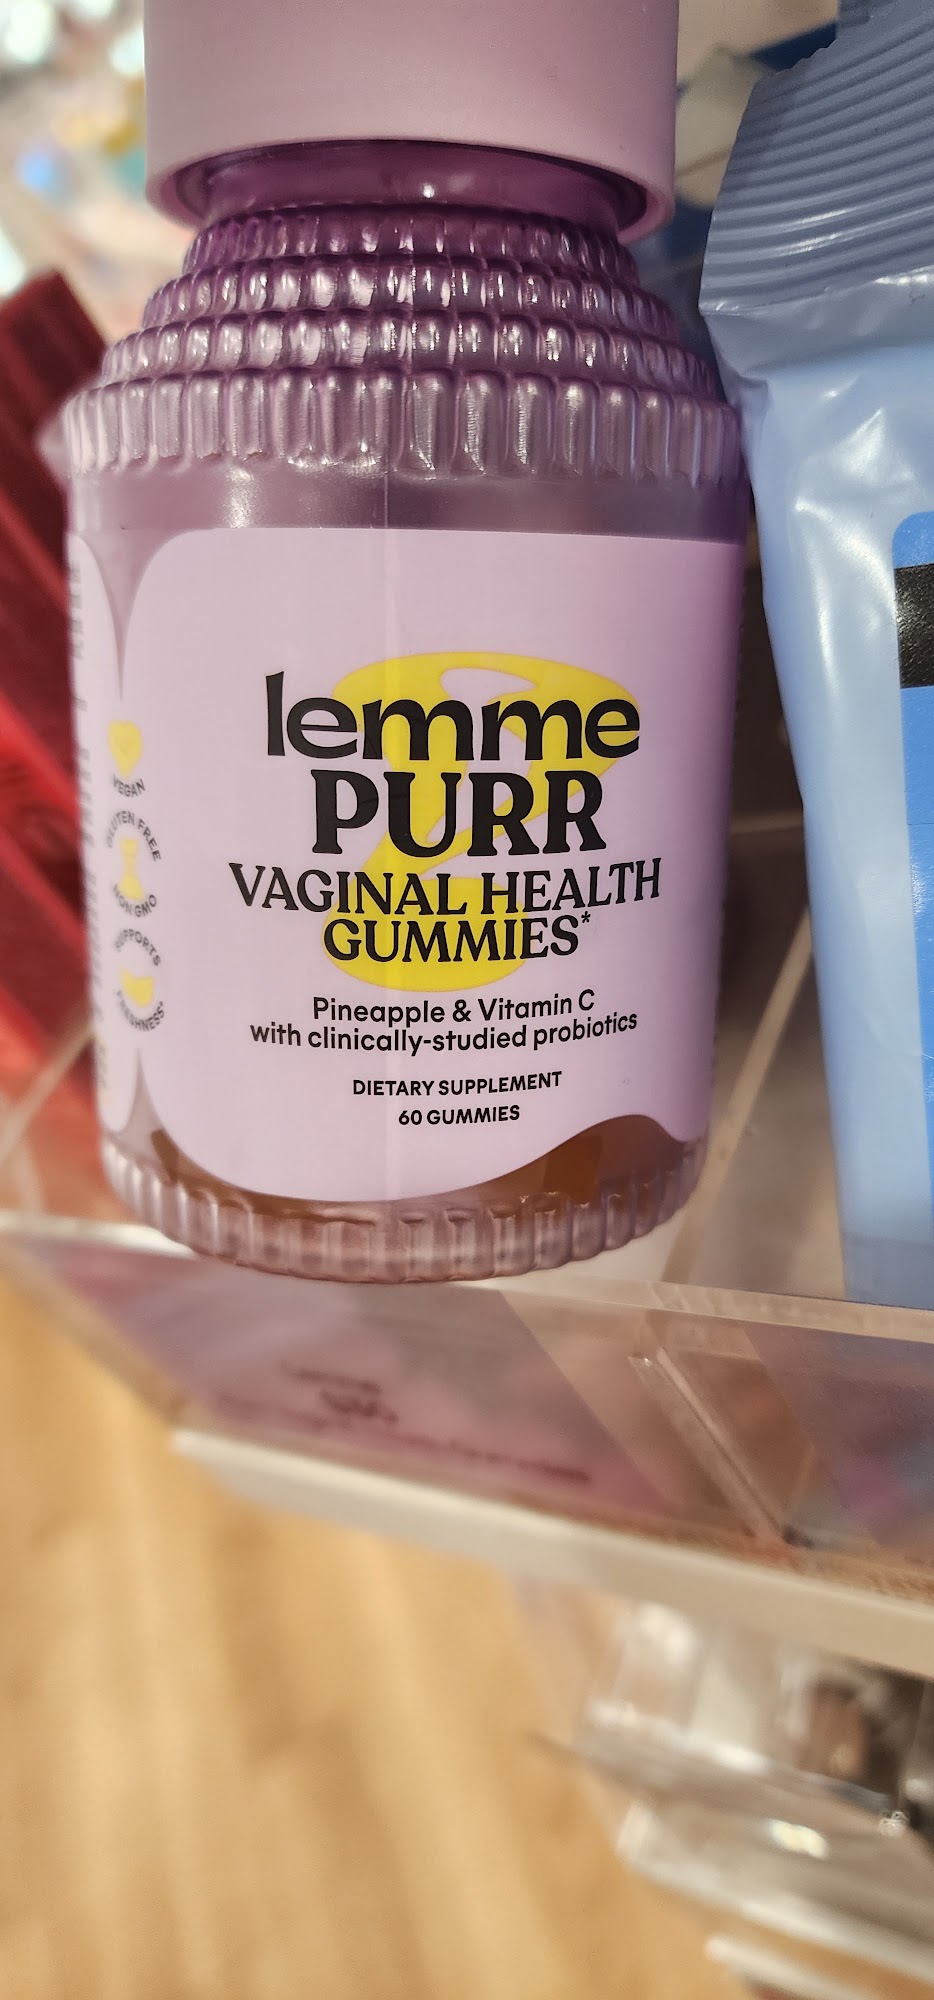 lemme
PURR
VAGINAL HEALTH
GUMMIES*
Pineapple & Vitamin C
with clinically-studied probiotics
DIETARY SUPPLEMENT
60 GUMMIES
VEGAN
GLUTEN FREE
NON GMO
SUPPORTS
FRESHNESS*